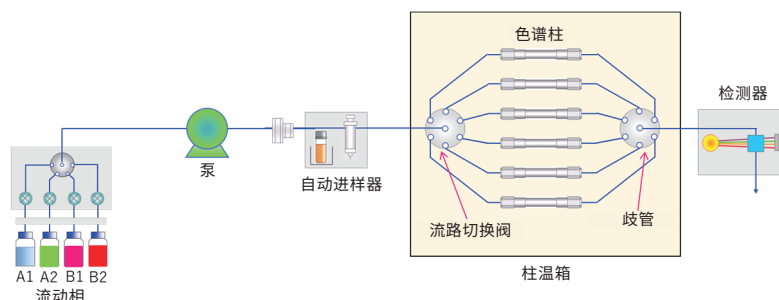 色谱柱
检测器
泵
自动进样器
流路切换阀
歧管
柱温箱
A1 A2 B1 B2
流动相